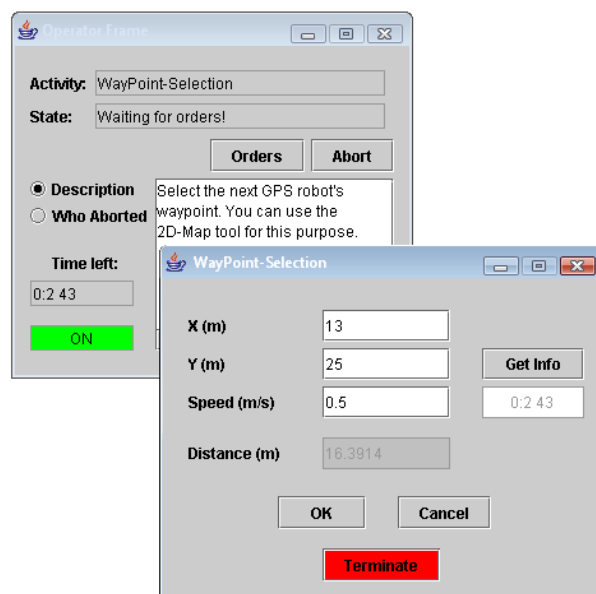 Operator Frame
Activity: WayPoint-Selection
State: Waiting for orders!
Orders Abort
Description
Who Aborted
Select the next GPS robot's
waypoint. You can use the
2D-Map tool for this purpose.
Time left:
0:2 43
ON
WayPoint-Selection
X (m) 13
Y (m) 25 Get Info
Speed (m/s) 0.5 0:2 43
Distance (m) 16.3914
OK Cancel
Terminate